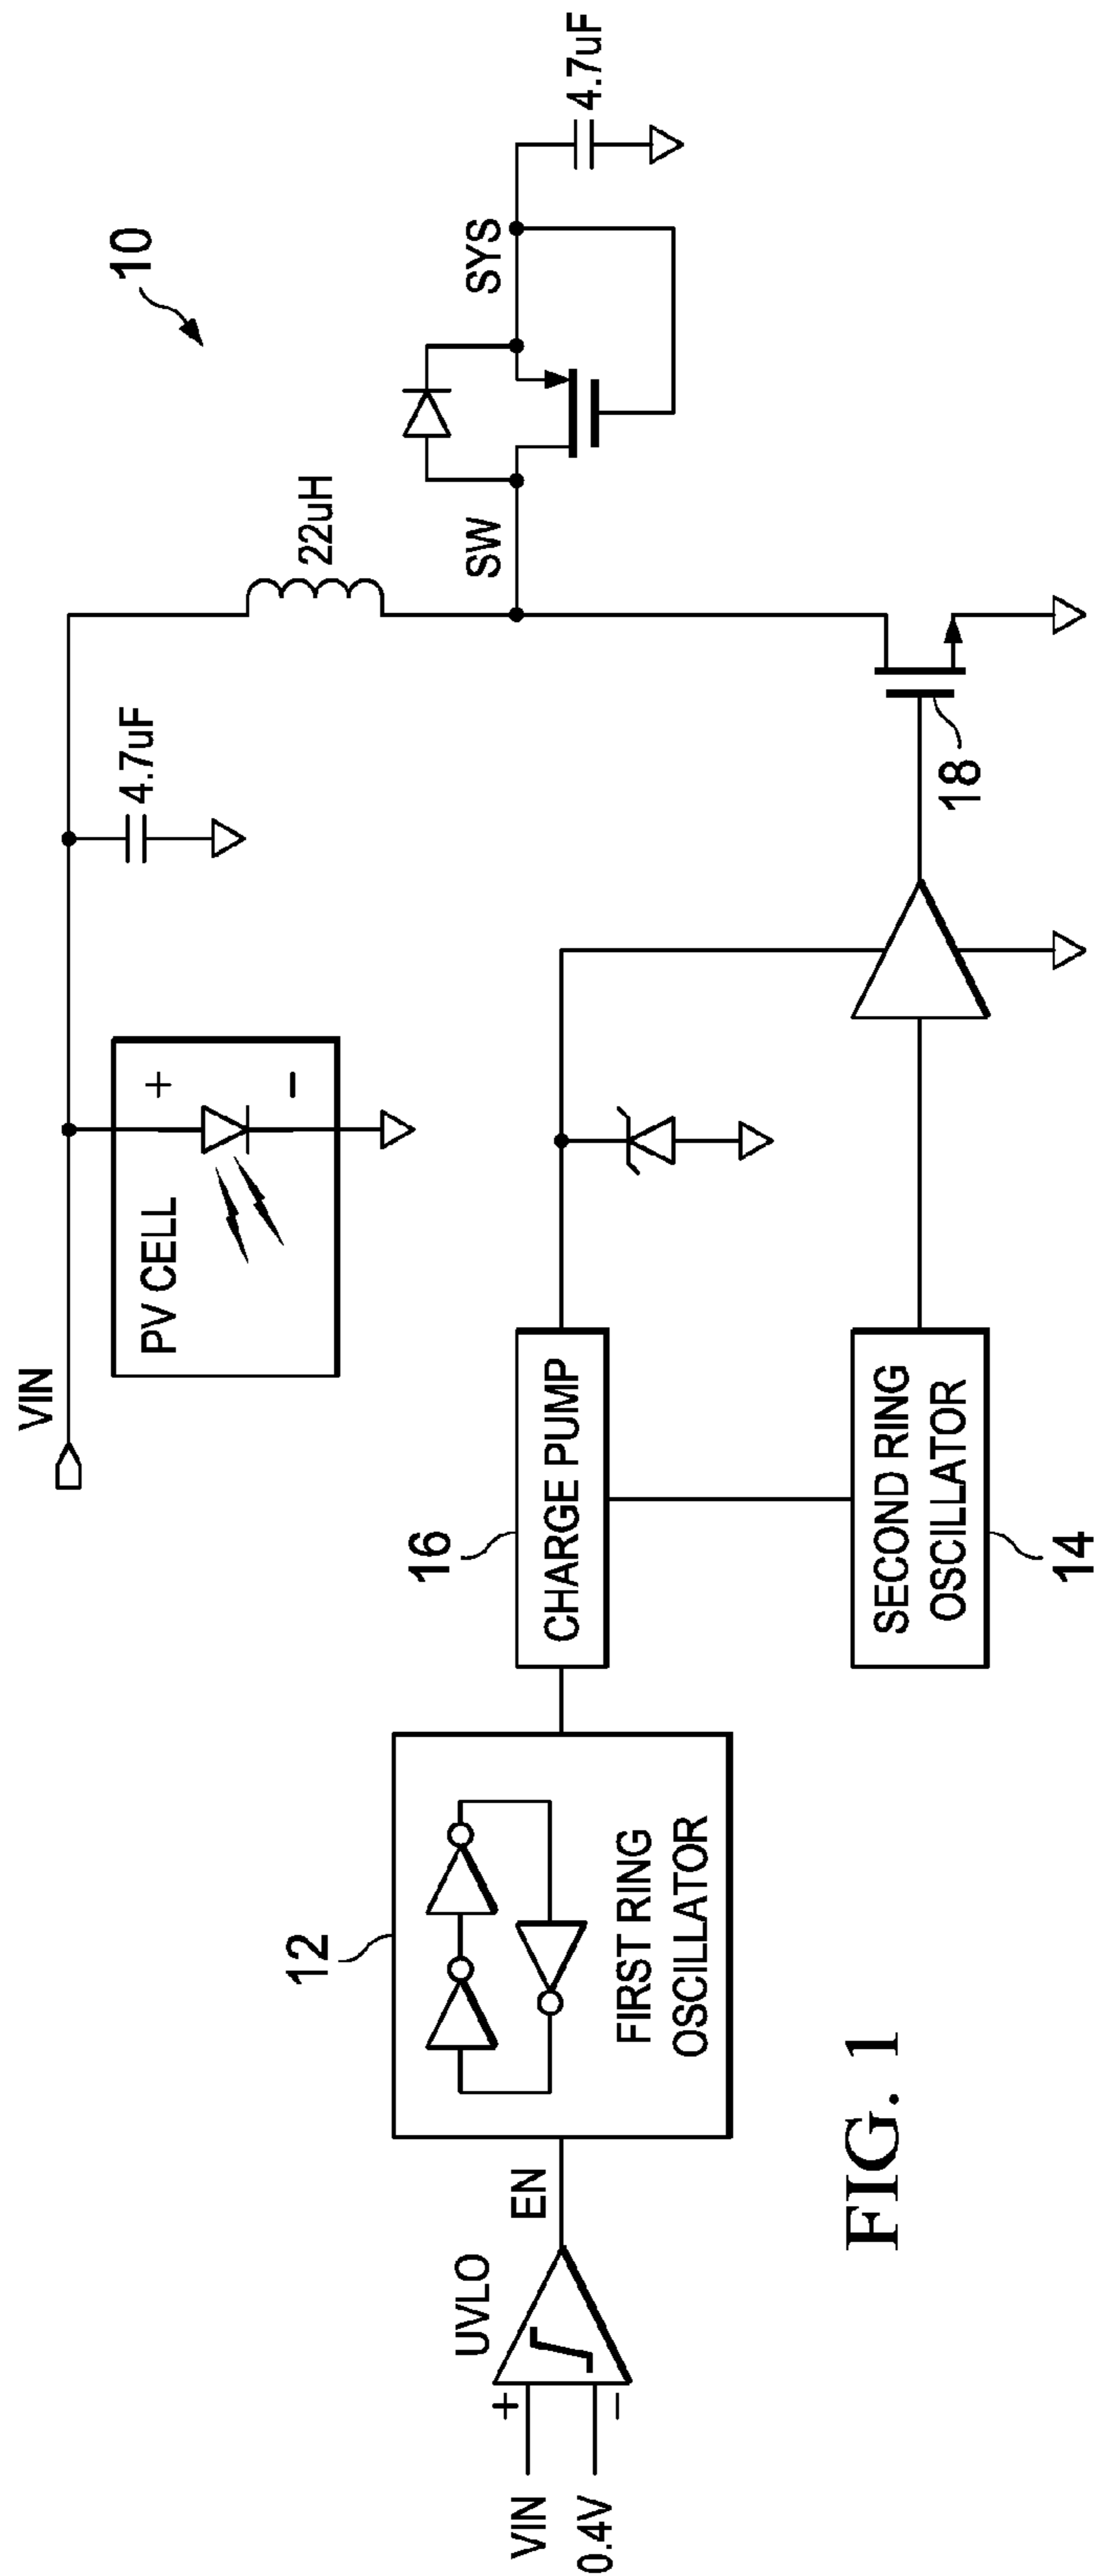 10
VIN
PV CELL
+
−
4.7uF
22uH
SW
SYS
4.7uF
UVLO
VIN
+
0.4V
−
EN
12
FIRST RING
OSCILLATOR
16
CHARGE PUMP
SECOND RING
OSCILLATOR
14
18
FIG. 1